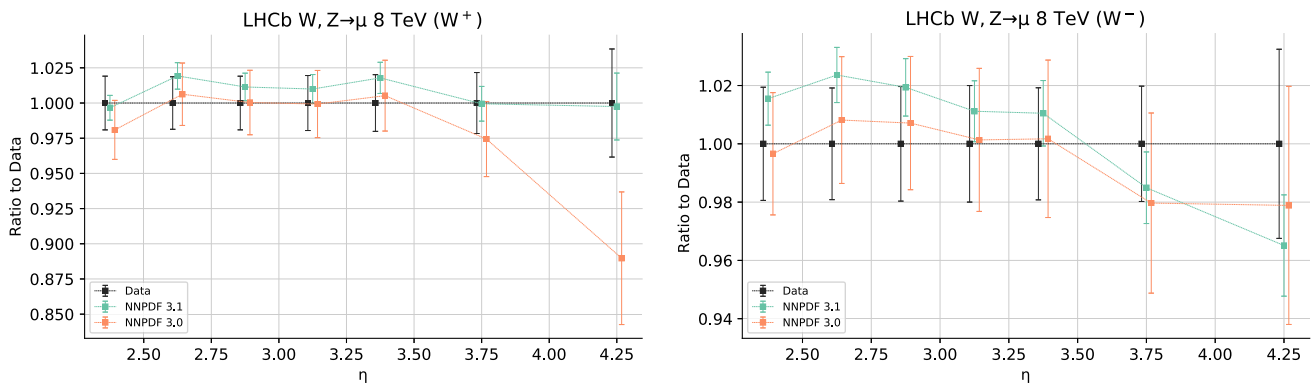 LHCb W, Z→μ 8 TeV (W⁺)
1.025
1.000
0.975
0.950
0.925
0.900
0.875
0.850
Ratio to Data
Data
NNPDF 3.1
NNPDF 3.0
2.50 2.75 3.00 3.25 3.50 3.75 4.00 4.25
η
LHCb W, Z→μ 8 TeV (W⁻)
1.02
1.00
0.98
0.96
0.94
Ratio to Data
Data
NNPDF 3.1
NNPDF 3.0
2.50 2.75 3.00 3.25 3.50 3.75 4.00 4.25
η